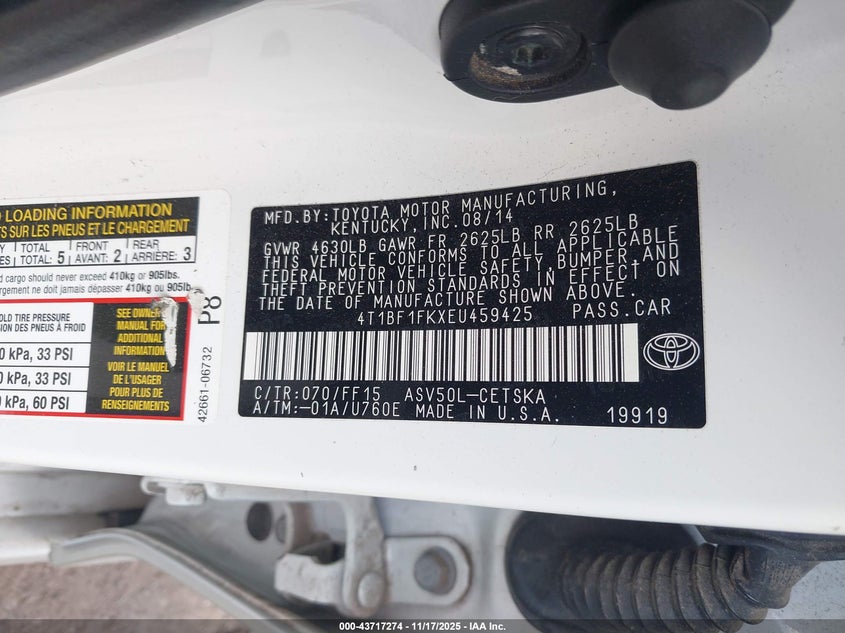 MFD.BY:TOYOTA MOTOR MANUFACTURING,
KENTUCKY, INC. 08/14
GVWR 4630LB GAWR FR 2625LB RR 2625LB
THIS VEHICLE CONFORMS TO ALL APPLICABLE
FEDERAL MOTOR VEHICLE SAFETY, BUMPER, AND
THEFT PREVENTION STANDARDS IN EFFECT ON
THE DATE OF MANUFACTURE SHOWN ABOVE.
4T1BF1FKXEU459425 PASS.CAR
C/TR:070/FF15 ASV50L-CETSKA
A/TM:-01A/U760E MADE IN U.S.A. 19919
LOADING INFORMATION
SUR LES PNEUS ET LE CHARGEMENT
TOTAL FRONT REAR
TOTAL: 5 AVANT: 2 ARRIÈRE: 3
cargo should never exceed 410kg or 905lbs.
ne doit jamais dépasser 410kg ou 905lb
TIRE PRESSURE
DES PNEUS À FROID
kPa, 33 PSI
kPa, 33 PSI
kPa, 60 PSI
SEE OWNER
MANUAL FOR
ADDITIONAL
INFORMATION
VOIR LE MANUEL
DE L'USAGER
POUR PLUS DE
RENSEIGNEMENTS
42661-06732 P8
000-43717274 | 11/17/2025 - © IAA Inc.